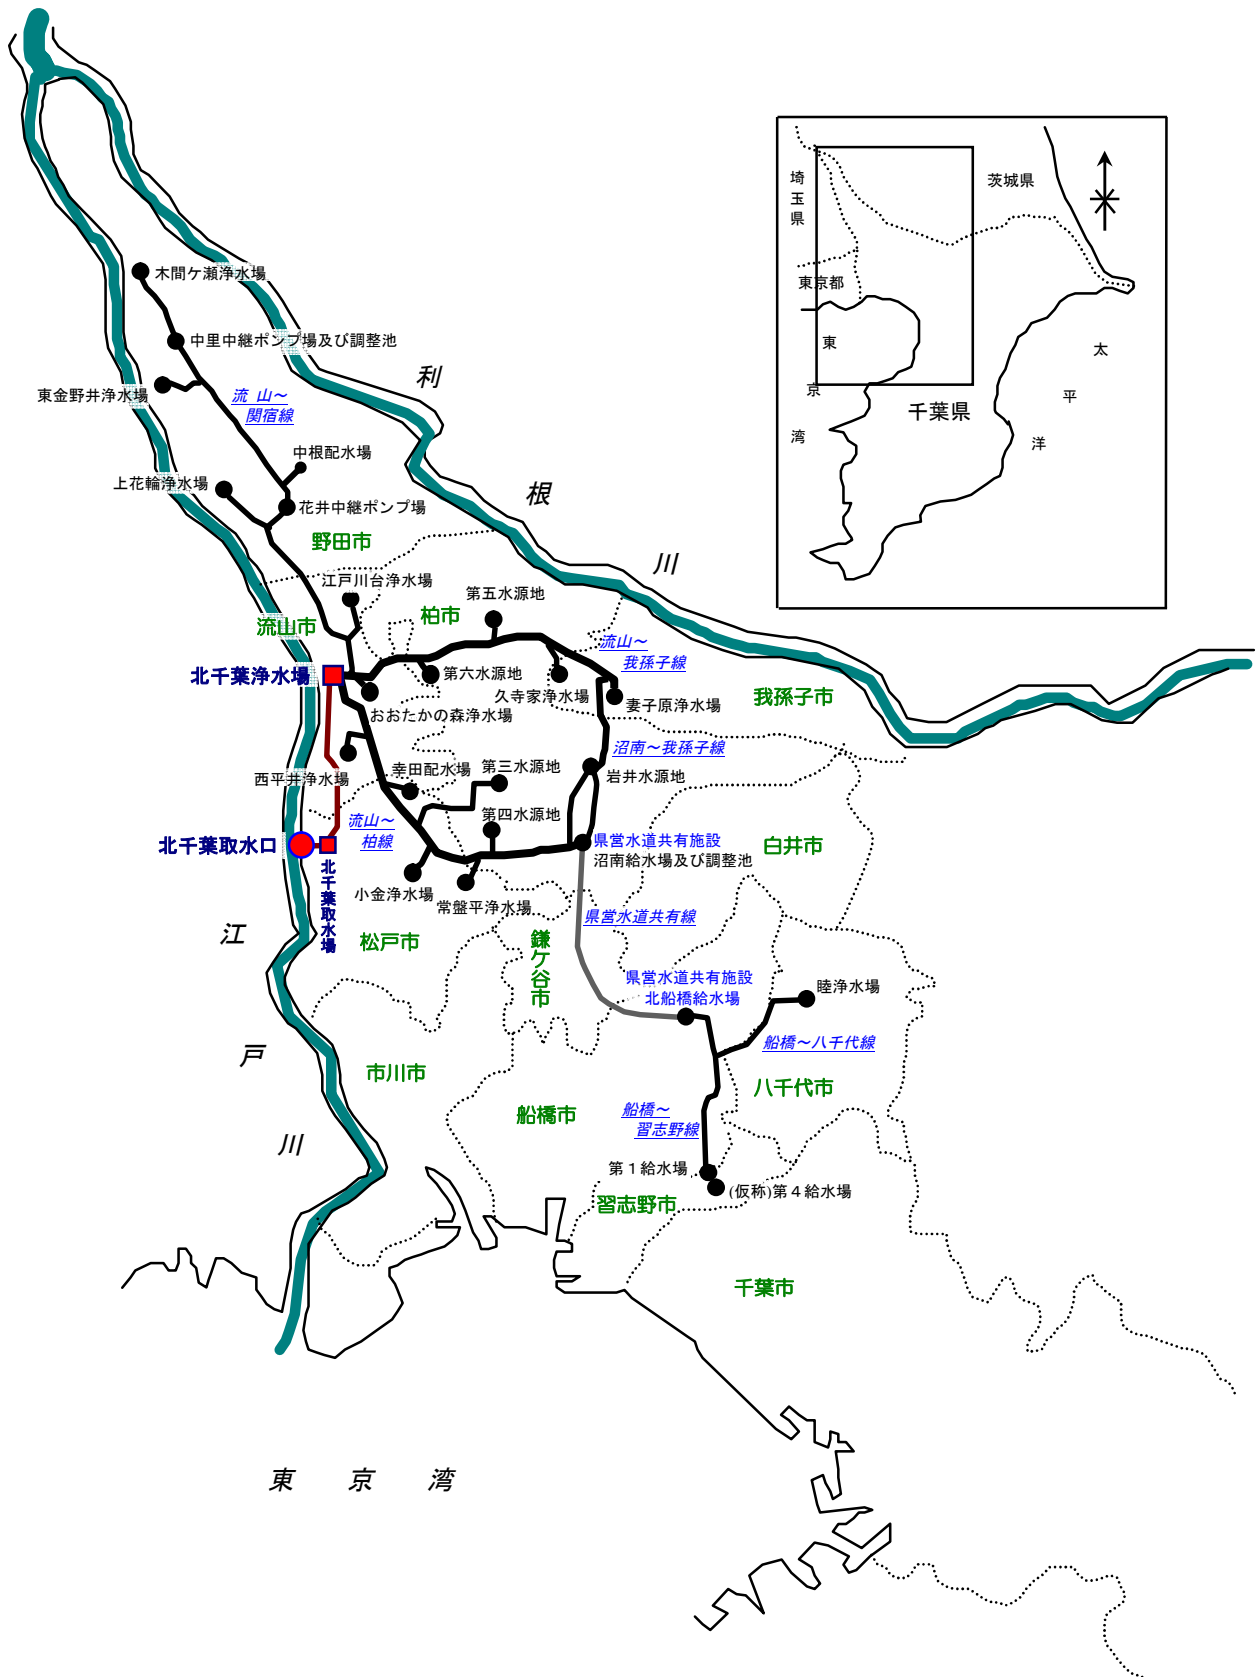 埼玉県
茨城県
東京都
東京湾
千葉県
太平洋
木間ケ瀬浄水場
中里中継ポンプ場及び調整池
東金野井浄水場
流 山～
関宿線
利根川
中根配水場
上花輪浄水場
花井中継ポンプ場
野田市
江戸川台浄水場
第五水源地
柏市
流山市
流山～
我孫子線
北千葉浄水場
第六水源地
久寺家浄水場
妻子原浄水場
我孫子市
おおたかの森浄水場
沼南～我孫子線
西平井浄水場
幸田配水場
第三水源地
岩井水源地
流山～
柏線
第四水源地
北千葉取水口
北千葉取水場
県営水道共有施設
沼南給水場及び調整池
白井市
小金浄水場
常盤平浄水場
県営水道共有線
江戸川
松戸市
鎌ケ谷市
県営水道共有施設
北船橋給水場
睦浄水場
船橋～八千代線
市川市
八千代市
船橋市
船橋～
習志野線
第１給水場
(仮称)第４給水場
習志野市
千葉市
東京湾